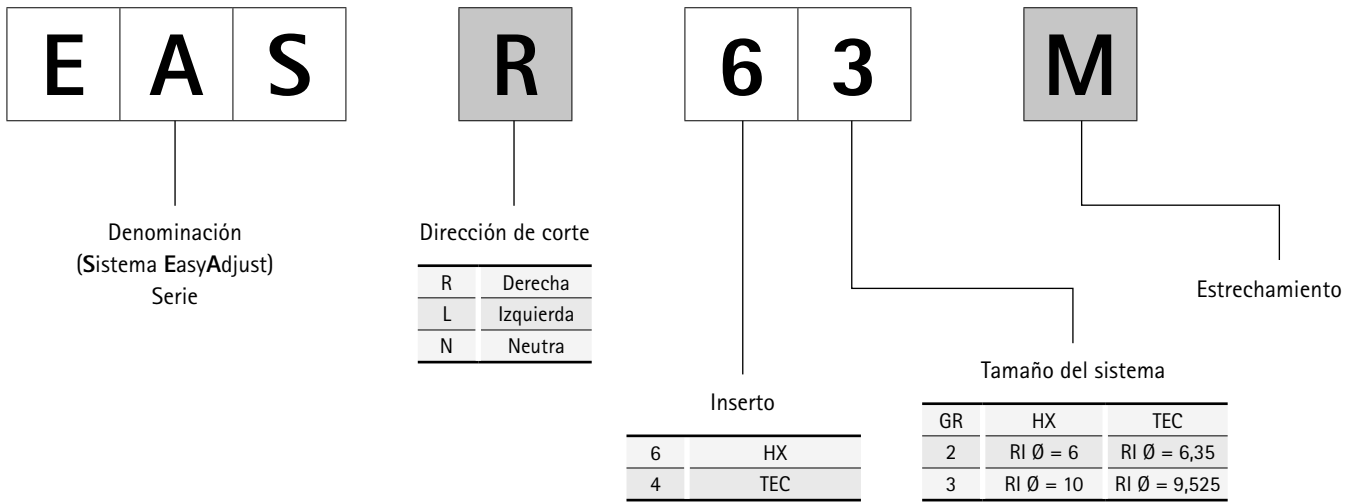 E A S R 6 3 M
Denominación
(Sistema EasyAdjust)
Serie
Dirección de corte
R Derecha
L Izquierda
N Neutra
Inserto
6 HX
4 TEC
Tamaño del sistema
GR HX TEC
2 RI Ø = 6 RI Ø = 6,35
3 RI Ø = 10 RI Ø = 9,525
Estrechamiento